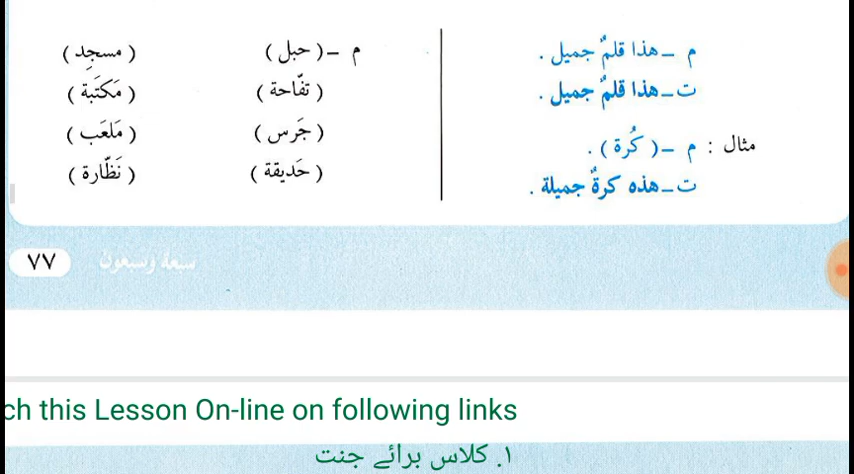 م ـ هذا قلمٌ جميل .
ت ـ هذا قلمٌ جميل .
مثال : م ـ ( كُرة ) .
ت ـ هذه كرةٌ جميلة .
م ـ ( حبل ) ( مسجِد )
( تفّاحة ) ( مَكتَبة )
( جَرس ) ( مَلعَب )
( حَديقة ) ( نَظّارة )
٧٧ سبعة وسبعون
ch this Lesson On-line on following links
١. کلاس برائے جنت